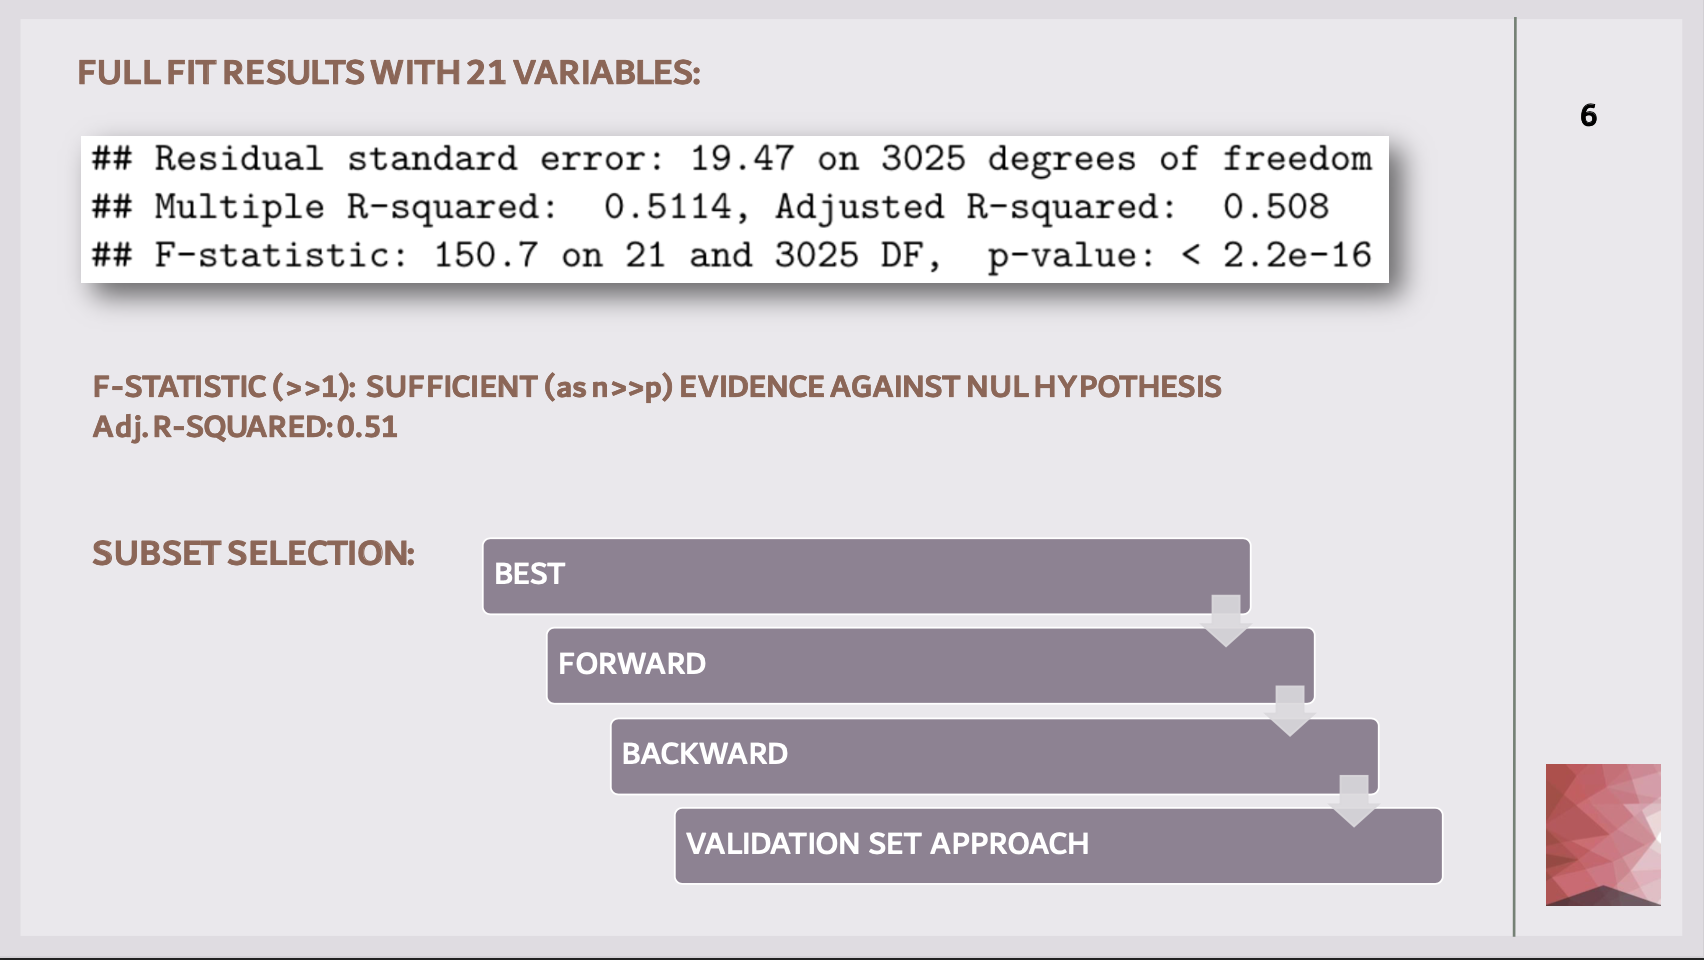 FULL FIT RESULTS WITH 21 VARIABLES:
6
## Residual standard error: 19.47 on 3025 degrees of freedom
## Multiple R-squared:  0.5114, Adjusted R-squared:  0.508
## F-statistic: 150.7 on 21 and 3025 DF,  p-value: < 2.2e-16
F-STATISTIC (>>1): SUFFICIENT (as n>>p) EVIDENCE AGAINST NUL HYPOTHESIS
Adj. R-SQUARED: 0.51
SUBSET SELECTION:
BEST
FORWARD
BACKWARD
VALIDATION SET APPROACH